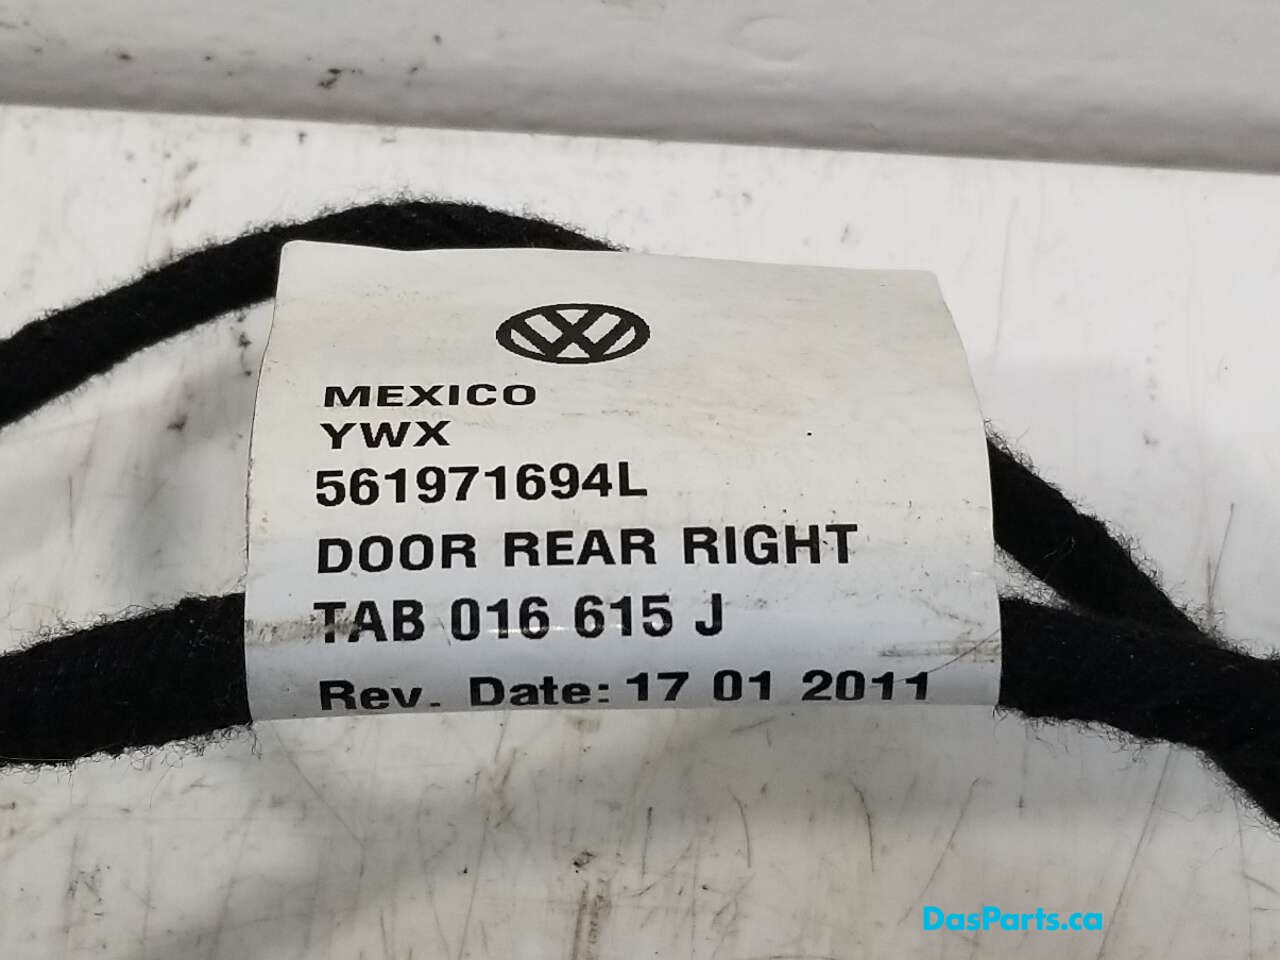 MEXICO
YWX
561971694L
DOOR REAR RIGHT
TAB 016 615 J
Rev. Date: 17 01 2011
DasParts.ca